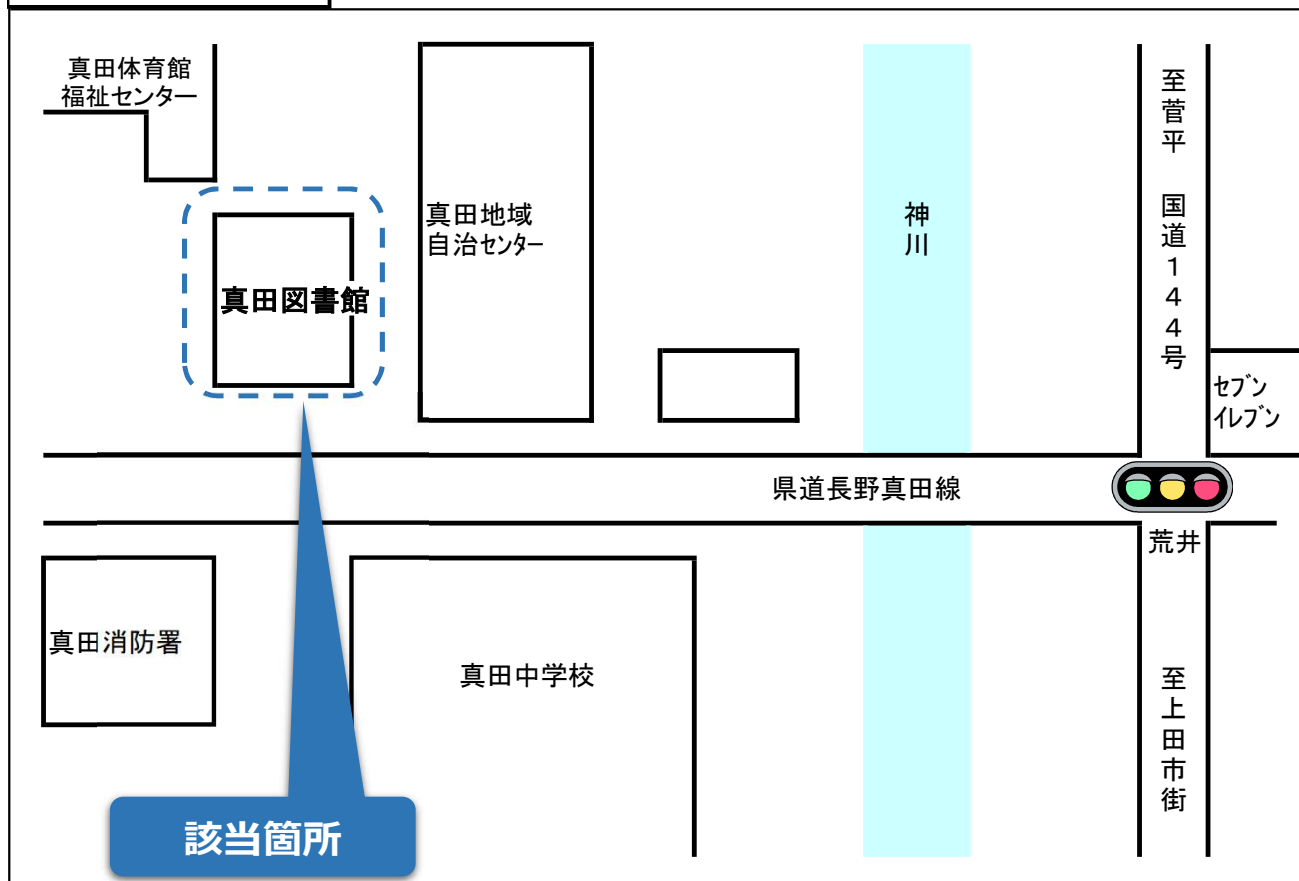 真田体育館
福祉センター
真田図書館
真田地域
自治センター
神川
至菅平　国道１４４号
セブン
イレブン
県道長野真田線
荒井
真田消防署
真田中学校
至上田市街
該当箇所